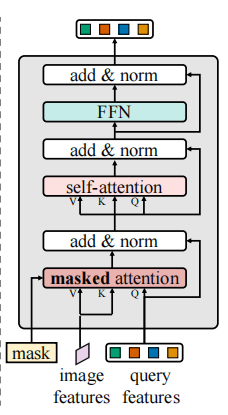 add & norm
FFN
add & norm
self-attention
V K Q
add & norm
masked attention
V K Q
mask
image features
query features